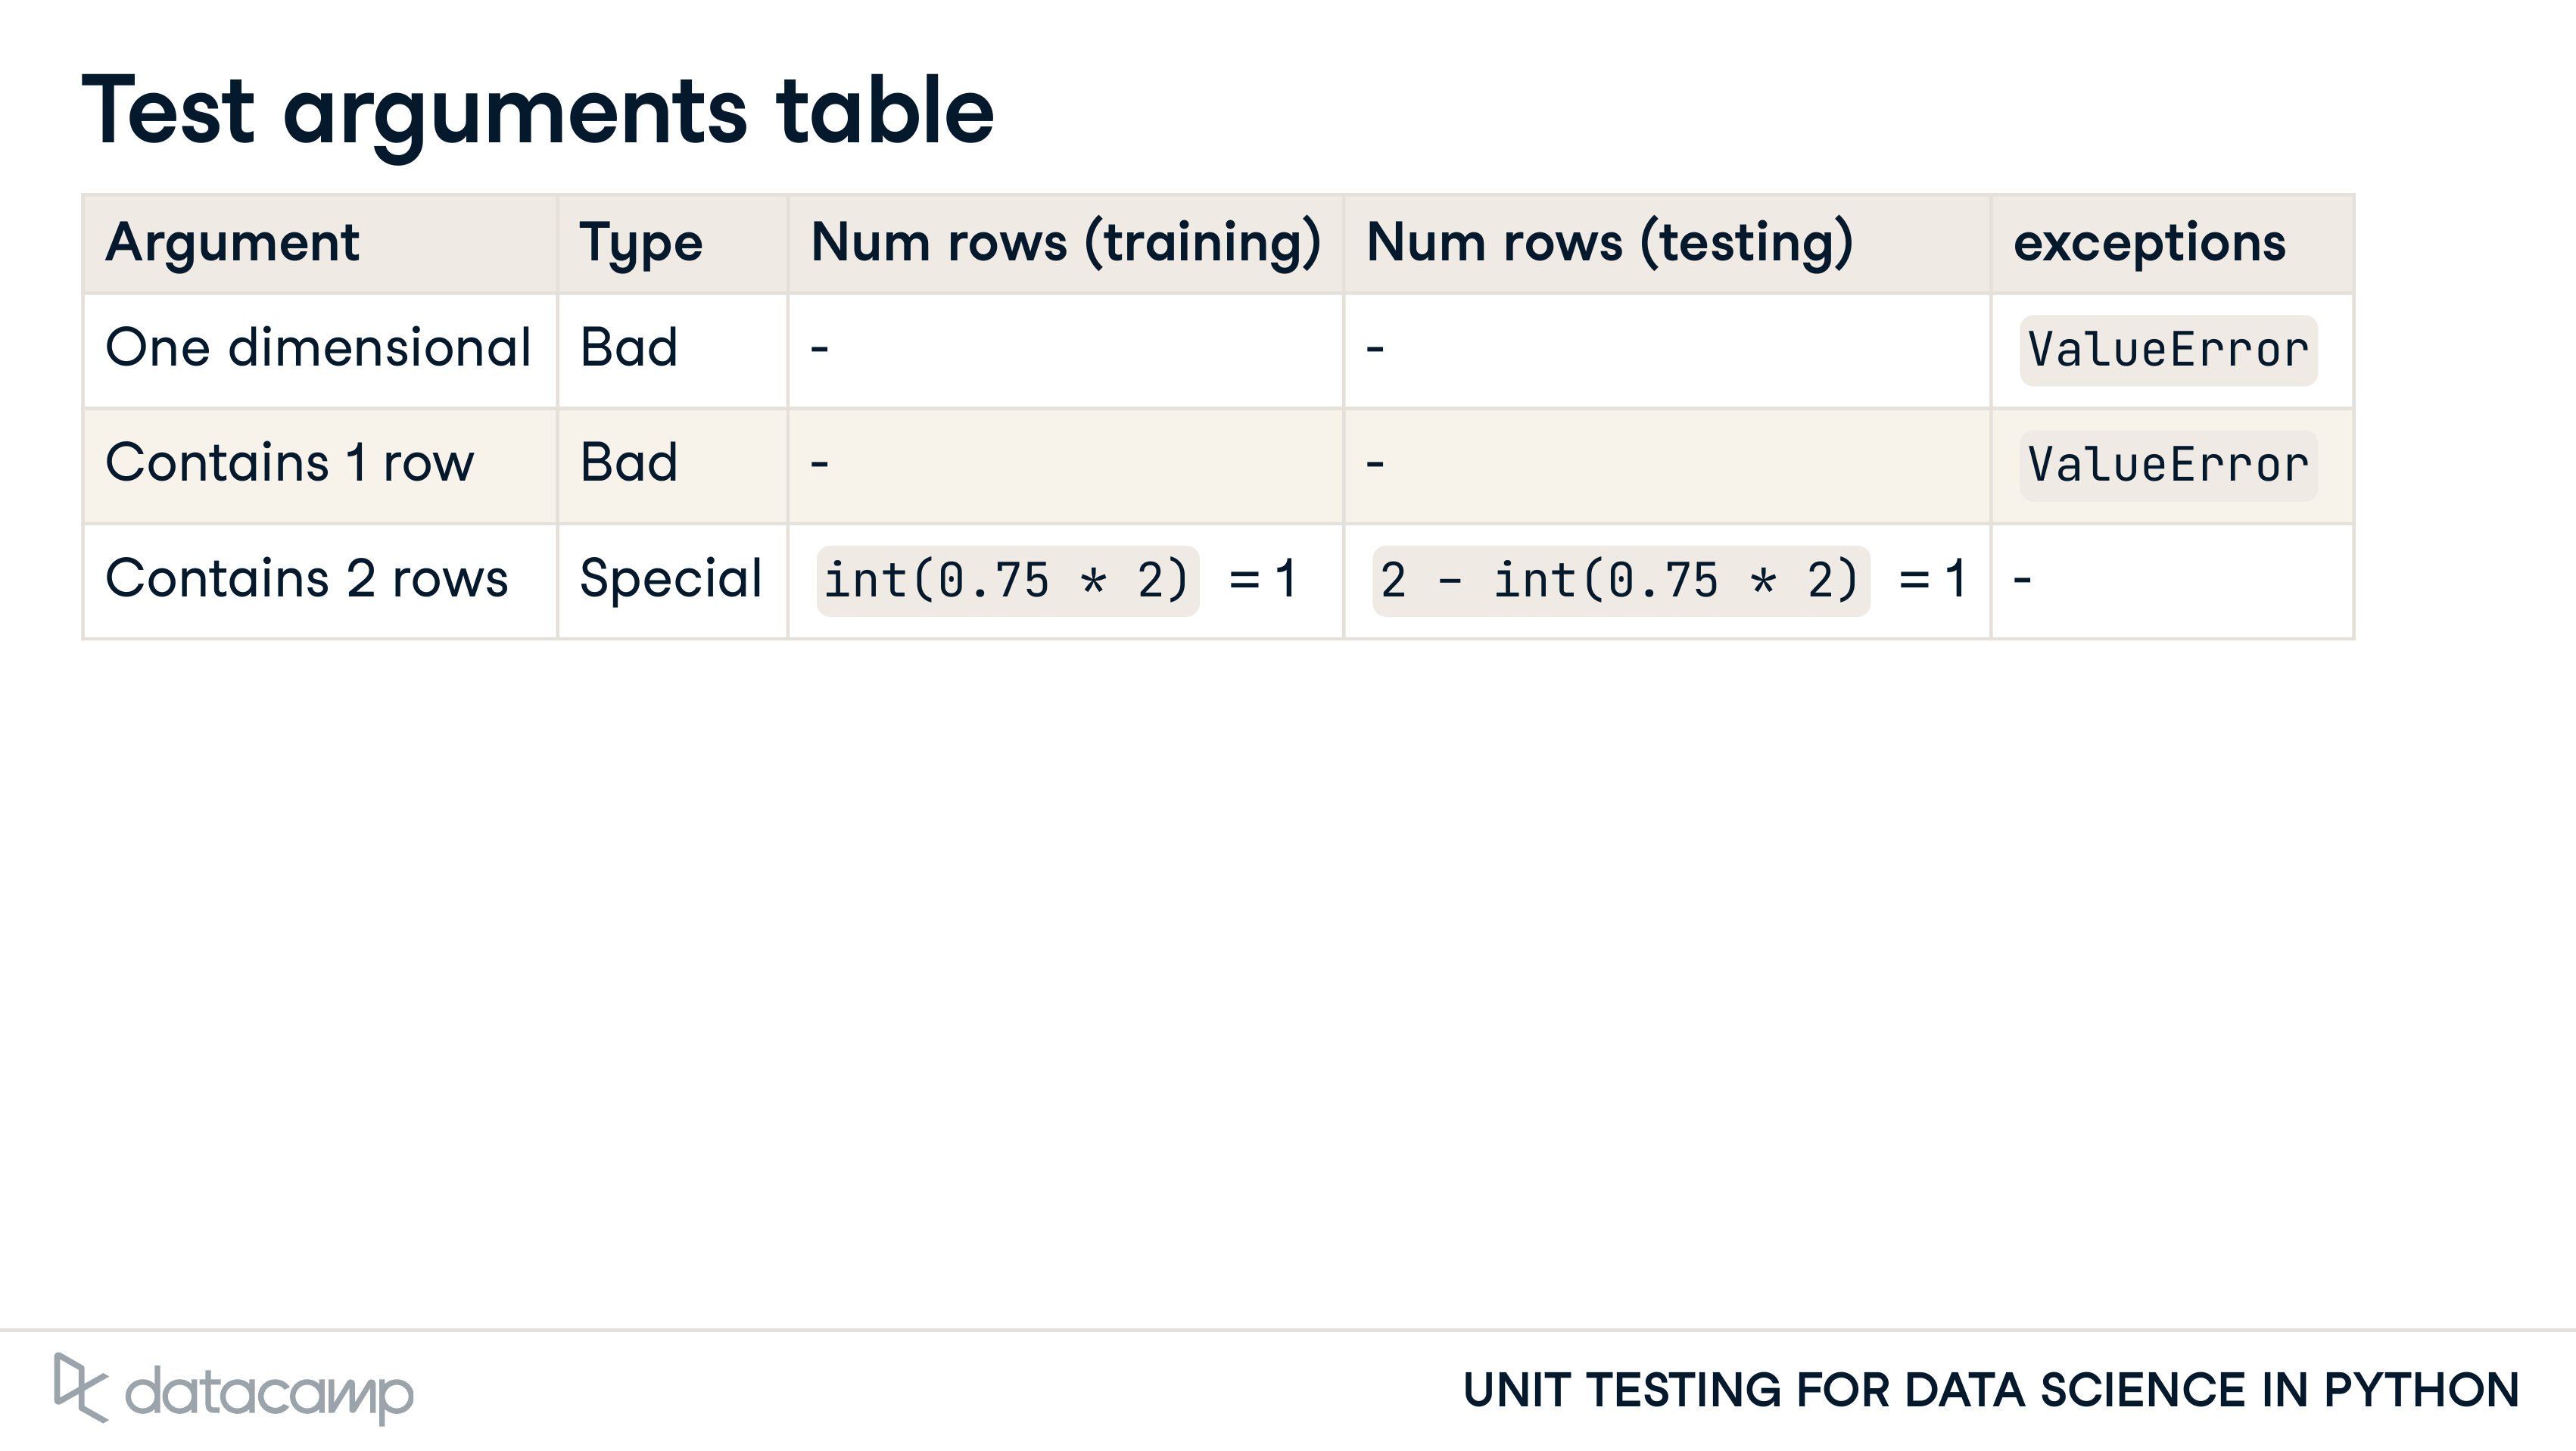 Test arguments table
Argument Type Num rows (training) Num rows (testing) exceptions
One dimensional Bad - - ValueError
Contains 1 row Bad - - ValueError
Contains 2 rows Special int(0.75 * 2) = 1 2 - int(0.75 * 2) = 1 -
datacamp UNIT TESTING FOR DATA SCIENCE IN PYTHON